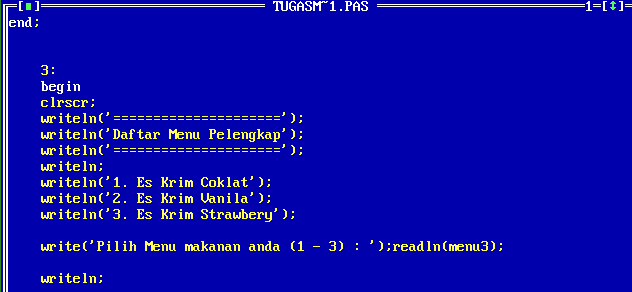 [■] TUGASM~1.PAS 1=[↕]
end;
3:
begin
clrscr;
writeln('=====================');
writeln('Daftar Menu Pelengkap');
writeln('=====================');
writeln;
writeln('1. Es Krim Coklat');
writeln('2. Es Krim Vanila');
writeln('3. Es Krim Strawbery');
write('Pilih Menu makanan anda (1 - 3) : ');readln(menu3);
writeln;